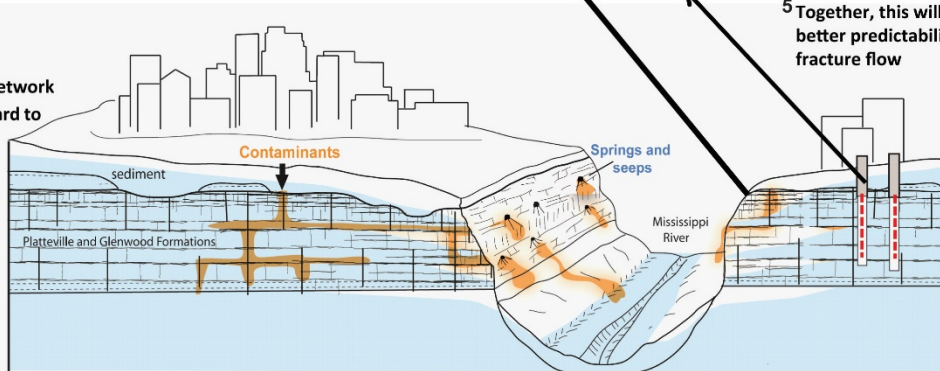 5 Together, this will
better predictabili
fracture flow
etwork
ard to
Contaminants
sediment
Springs and
seeps
Mississippi
River
Platteville and Glenwood Formations